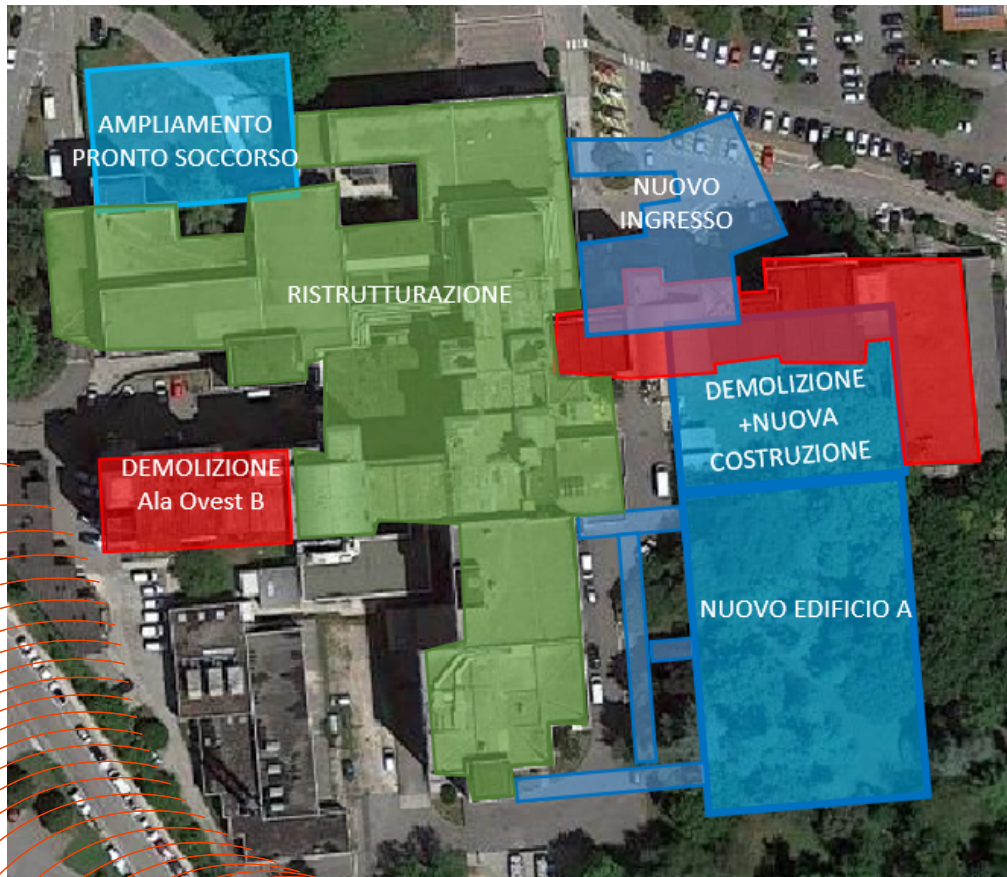 AMPLIAMENTO
PRONTO SOCCORSO
NUOVO
INGRESSO
RISTRUTTURAZIONE
DEMOLIZIONE
+NUOVA
COSTRUZIONE
DEMOLIZIONE
Ala Ovest B
NUOVO EDIFICIO A